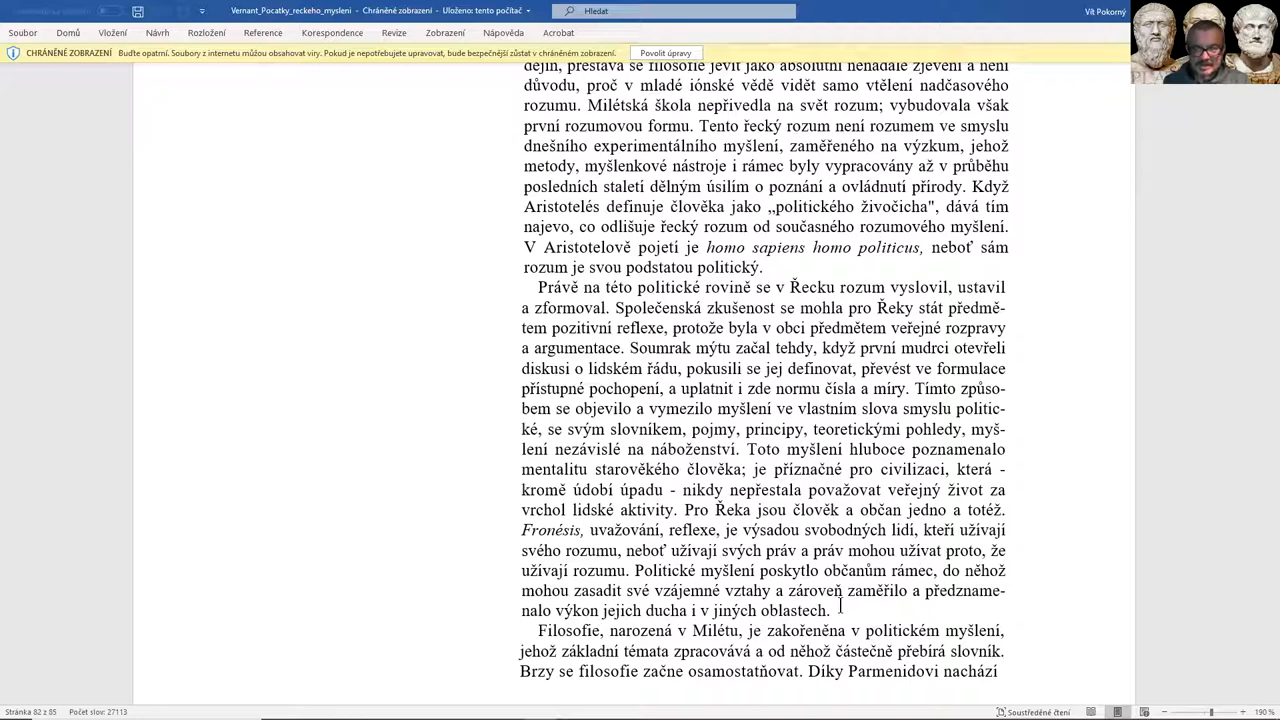 Vernant_Pocatky_reckeho_mysleni - Chráněné zobrazení • Uloženo: tento počítač
Hledat
Vít Pokorný
Soubor Domů Vložení Návrh Rozložení Reference Korespondence Revize Zobrazení Nápověda Acrobat
CHRÁNĚNÉ ZOBRAZENÍ Buďte opatrní. Soubory z internetu můžou obsahovat viry. Pokud je nepotřebujete upravovat, bude bezpečnější zůstat v chráněném zobrazení. Povolit úpravy
dějin, přestává se filosofie jevit jako absolutní nenadálé zjevení a není
důvodu, proč v mladé iónské vědě vidět samo vtělení nadčasového
rozumu. Milétská škola nepřivedla na svět rozum; vybudovala však
první rozumovou formu. Tento řecký rozum není rozumem ve smyslu
dnešního experimentálního myšlení, zaměřeného na výzkum, jehož
metody, myšlenkové nástroje i rámec byly vypracovány až v průběhu
posledních staletí dělným úsilím o poznání a ovládnutí přírody. Když
Aristotelés definuje člověka jako „politického živočicha", dává tím
najevo, co odlišuje řecký rozum od současného rozumového myšlení.
V Aristotelově pojetí je homo sapiens homo politicus, neboť sám
rozum je svou podstatou politický.
Právě na této politické rovině se v Řecku rozum vyslovil, ustavil
a zformoval. Společenská zkušenost se mohla pro Řeky stát předmě-
tem pozitivní reflexe, protože byla v obci předmětem veřejné rozpravy
a argumentace. Soumrak mýtu začal tehdy, když první mudrci otevřeli
diskusi o lidském řádu, pokusili se jej definovat, převést ve formulace
přístupné pochopení, a uplatnit i zde normu čísla a míry. Tímto způso-
bem se objevilo a vymezilo myšlení ve vlastním slova smyslu politic-
ké, se svým slovníkem, pojmy, principy, teoretickými pohledy, myš-
lení nezávislé na náboženství. Toto myšlení hluboce poznamenalo
mentalitu starověkého člověka; je příznačné pro civilizaci, která -
kromě údobí úpadu - nikdy nepřestala považovat veřejný život za
vrchol lidské aktivity. Pro Řeka jsou člověk a občan jedno a totéž.
Fronésis, uvažování, reflexe, je výsadou svobodných lidí, kteří užívají
svého rozumu, neboť užívají svých práv a práv mohou užívat proto, že
užívají rozumu. Politické myšlení poskytlo občanům rámec, do něhož
mohou zasadit své vzájemné vztahy a zároveň zaměřilo a předzname-
nalo výkon jejich ducha i v jiných oblastech.
Filosofie, narozená v Milétu, je zakořeněna v politickém myšlení,
jehož základní témata zpracovává a od něhož částečně přebírá slovník.
Brzy se filosofie začne osamostatňovat. Díky Parmenidovi nachází
Stránka 82 z 85 Počet slov: 27113 Soustředěné čtení 190 %